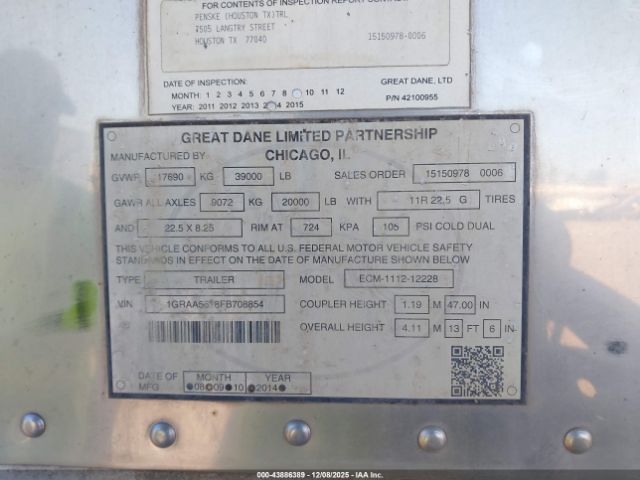 FOR CONTENTS OF INSPECTION REPORT CONTACT
PENSKE (HOUSTON TX)TRL
7505 LANGTRY STREET
HOUSTON TX 77040 15150978-0006
DATE OF INSPECTION: GREAT DANE, LTD
MONTH: 1 2 3 4 5 6 7 8 10 11 12
YEAR: 2011 2012 2013 2014 2015 P/N 42100955
GREAT DANE LIMITED PARTNERSHIP
MANUFACTURED BY CHICAGO, IL
GVWR 17690 KG 39000 LB SALES ORDER 15150978 0006
GAWR ALL AXLES 9072 KG 20000 LB WITH 11R 22.5 G TIRES
AND 22.5 X 8.25 RIM AT 724 KPA 105 PSI COLD DUAL
THIS VEHICLE CONFORMS TO ALL U.S. FEDERAL MOTOR VEHICLE SAFETY
STANDARDS IN EFFECT ON THE DATE OF MANUFACTURE SHOWN BELOW
TYPE TRAILER MODEL ECM-1112-12228
VIN COUPLER HEIGHT 1.19 M 47.00 IN
OVERALL HEIGHT 4.11 M 13 FT 6 IN
DATE OF MFG MONTH YEAR
08 09 10 2014
000-43886389 - 12/08/2025 - IAA Inc.